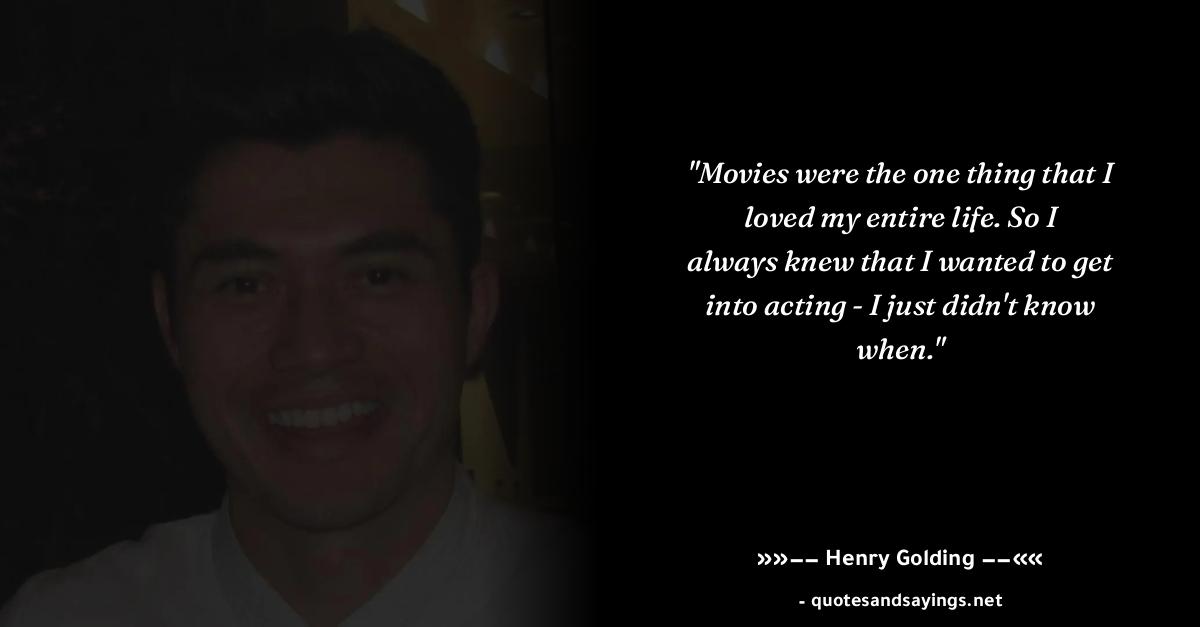 "Movies were the one thing that I
loved my entire life. So I
always knew that I wanted to get
into acting - I just didn't know
when."
»»−− Henry Golding −−««
- quotesandsayings.net